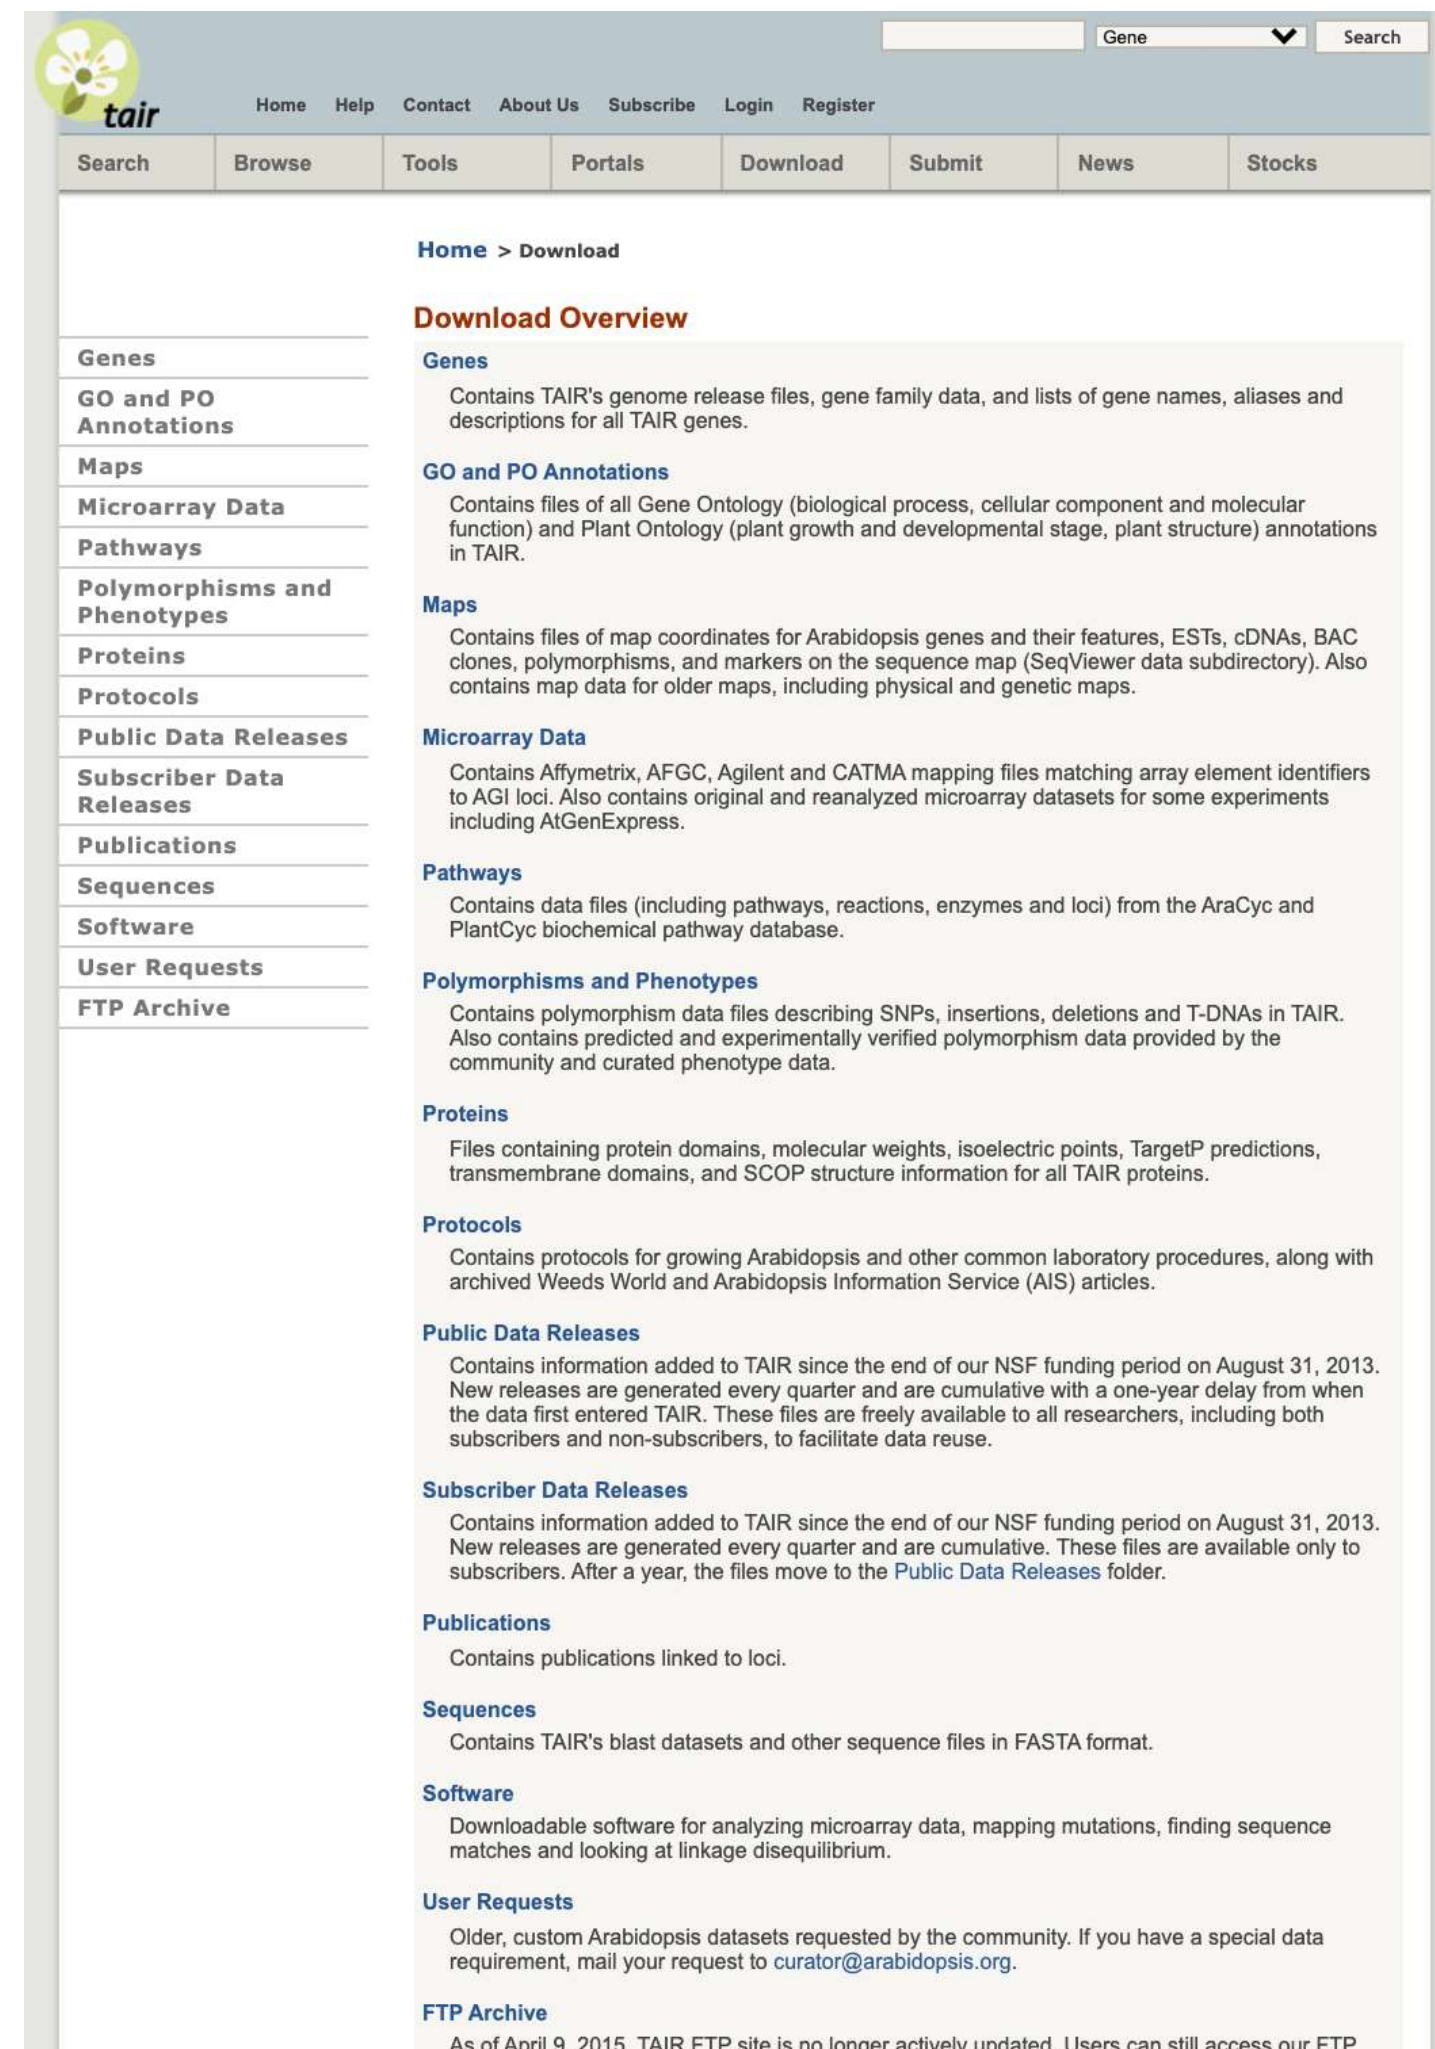 Gene
Search
tair
Home Help Contact About Us Subscribe Login Register
Search Browse Tools Portals Download Submit News Stocks
Home > Download
Download Overview
Genes
GO and PO
Annotations
Maps
Microarray Data
Pathways
Polymorphisms and
Phenotypes
Proteins
Protocols
Public Data Releases
Subscriber Data
Releases
Publications
Sequences
Software
User Requests
FTP Archive
Genes
Contains TAIR's genome release files, gene family data, and lists of gene names, aliases and
descriptions for all TAIR genes.
GO and PO Annotations
Contains files of all Gene Ontology (biological process, cellular component and molecular
function) and Plant Ontology (plant growth and developmental stage, plant structure) annotations
in TAIR.
Maps
Contains files of map coordinates for Arabidopsis genes and their features, ESTs, cDNAs, BAC
clones, polymorphisms, and markers on the sequence map (SeqViewer data subdirectory). Also
contains map data for older maps, including physical and genetic maps.
Microarray Data
Contains Affymetrix, AFGC, Agilent and CATMA mapping files matching array element identifiers
to AGI loci. Also contains original and reanalyzed microarray datasets for some experiments
including AtGenExpress.
Pathways
Contains data files (including pathways, reactions, enzymes and loci) from the AraCyc and
PlantCyc biochemical pathway database.
Polymorphisms and Phenotypes
Contains polymorphism data files describing SNPs, insertions, deletions and T-DNAs in TAIR.
Also contains predicted and experimentally verified polymorphism data provided by the
community and curated phenotype data.
Proteins
Files containing protein domains, molecular weights, isoelectric points, TargetP predictions,
transmembrane domains, and SCOP structure information for all TAIR proteins.
Protocols
Contains protocols for growing Arabidopsis and other common laboratory procedures, along with
archived Weeds World and Arabidopsis Information Service (AIS) articles.
Public Data Releases
Contains information added to TAIR since the end of our NSF funding period on August 31, 2013.
New releases are generated every quarter and are cumulative with a one-year delay from when
the data first entered TAIR. These files are freely available to all researchers, including both
subscribers and non-subscribers, to facilitate data reuse.
Subscriber Data Releases
Contains information added to TAIR since the end of our NSF funding period on August 31, 2013.
New releases are generated every quarter and are cumulative. These files are available only to
subscribers. After a year, the files move to the Public Data Releases folder.
Publications
Contains publications linked to loci.
Sequences
Contains TAIR's blast datasets and other sequence files in FASTA format.
Software
Downloadable software for analyzing microarray data, mapping mutations, finding sequence
matches and looking at linkage disequilibrium.
User Requests
Older, custom Arabidopsis datasets requested by the community. If you have a special data
requirement, mail your request to curator@arabidopsis.org.
FTP Archive
As of April 9, 2015, TAIR FTP site is no longer actively updated. Users can still access our FTP